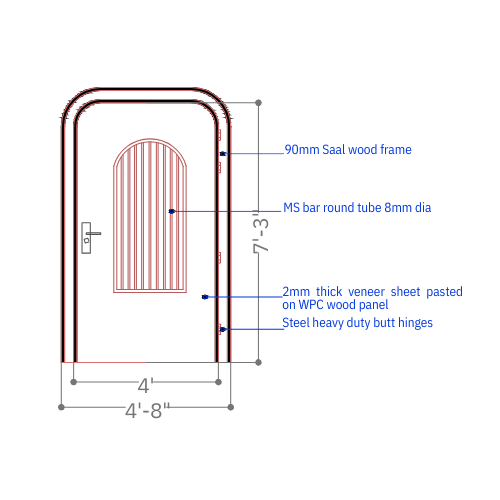 90mm Saal wood frame
MS bar round tube 8mm dia
7'-3"
2mm thick veneer sheet pasted
on WPC wood panel
Steel heavy duty butt hinges
4'
4'-8"